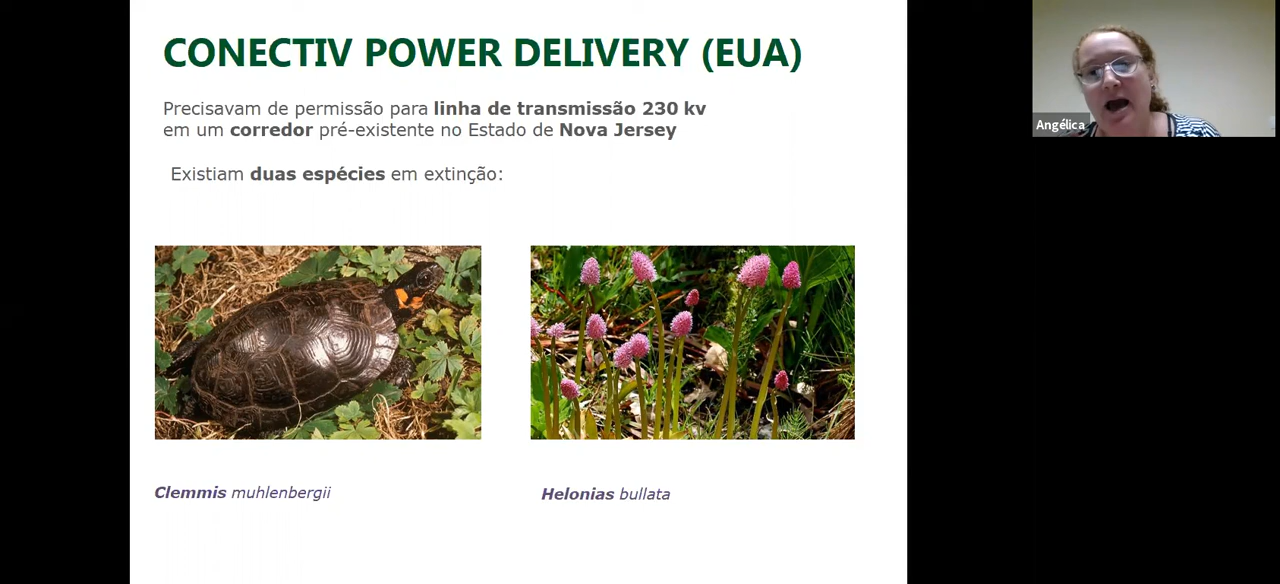 CONECTIV POWER DELIVERY (EUA)
Precisavam de permissão para linha de transmissão 230 kv
em um corredor pré-existente no Estado de Nova Jersey
Existiam duas espécies em extinção:
Angélica
Clemmis muhlenbergii
Helonias bullata